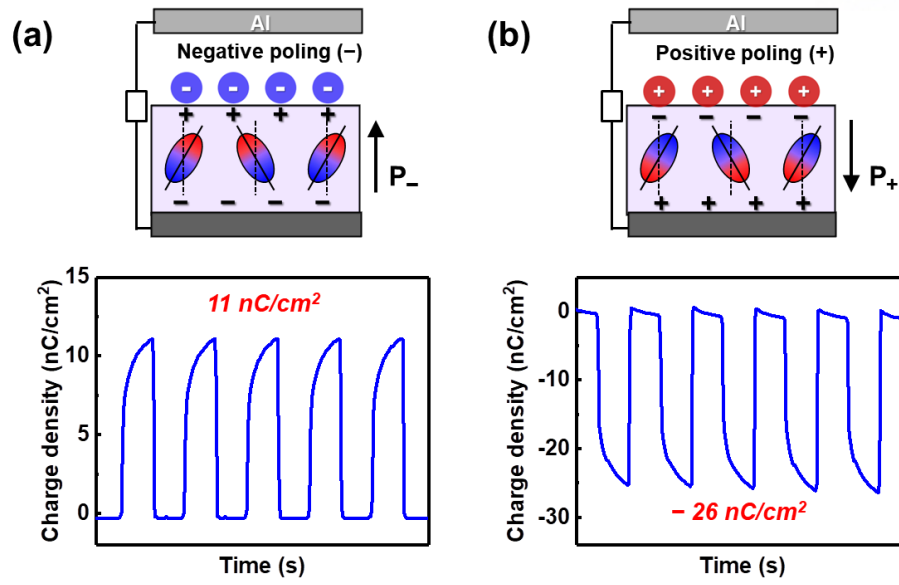 (a)
Al
Negative poling (−)
- - - -
+ + + +
P−
− − − −
15
10
5
0
Charge density (nC/cm²)
11 nC/cm²
Time (s)
(b)
Al
Positive poling (+)
+ + + +
− − − −
P+
+ + + +
0
-10
-20
-30
Charge density (nC/cm²)
− 26 nC/cm²
Time (s)